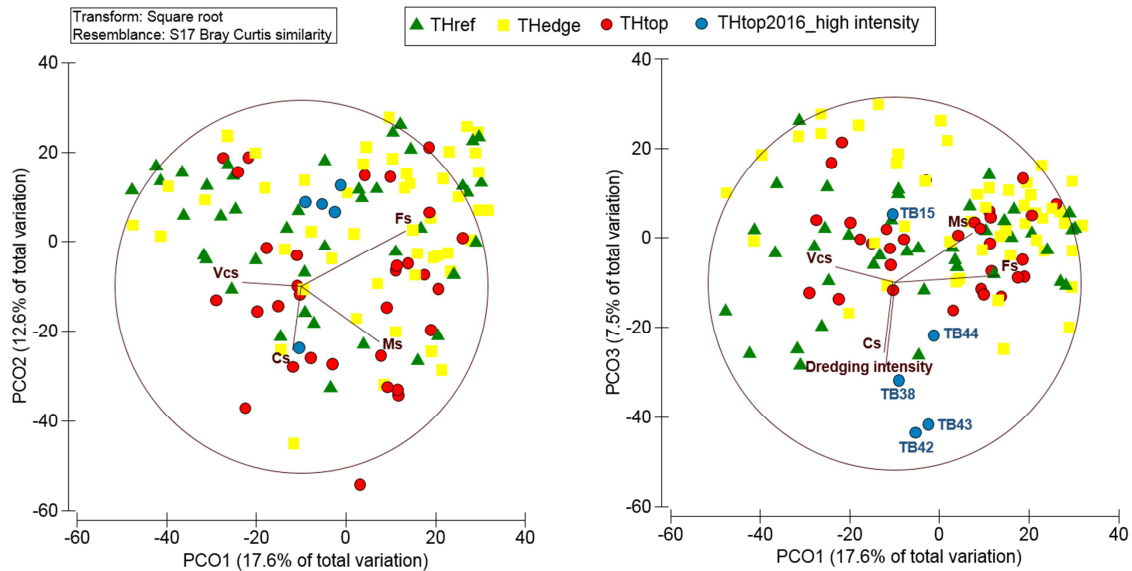 Transform: Square root
Resemblance: S17 Bray Curtis similarity
THref THedge THtop THtop2016_high intensity
40
20
0
-20
-40
-60
PCO2 (12.6% of total variation)
-60 -40 -20 0 20 40
PCO1 (17.6% of total variation)
Fs
Vcs
Cs
Ms
40
20
0
-20
-40
-60
PCO3 (7.5% of total variation)
-60 -40 -20 0 20 40
PCO1 (17.6% of total variation)
TB15
Ms
Vcs
Fs
Cs
TB44
Dredging intensity
TB38
TB43
TB42